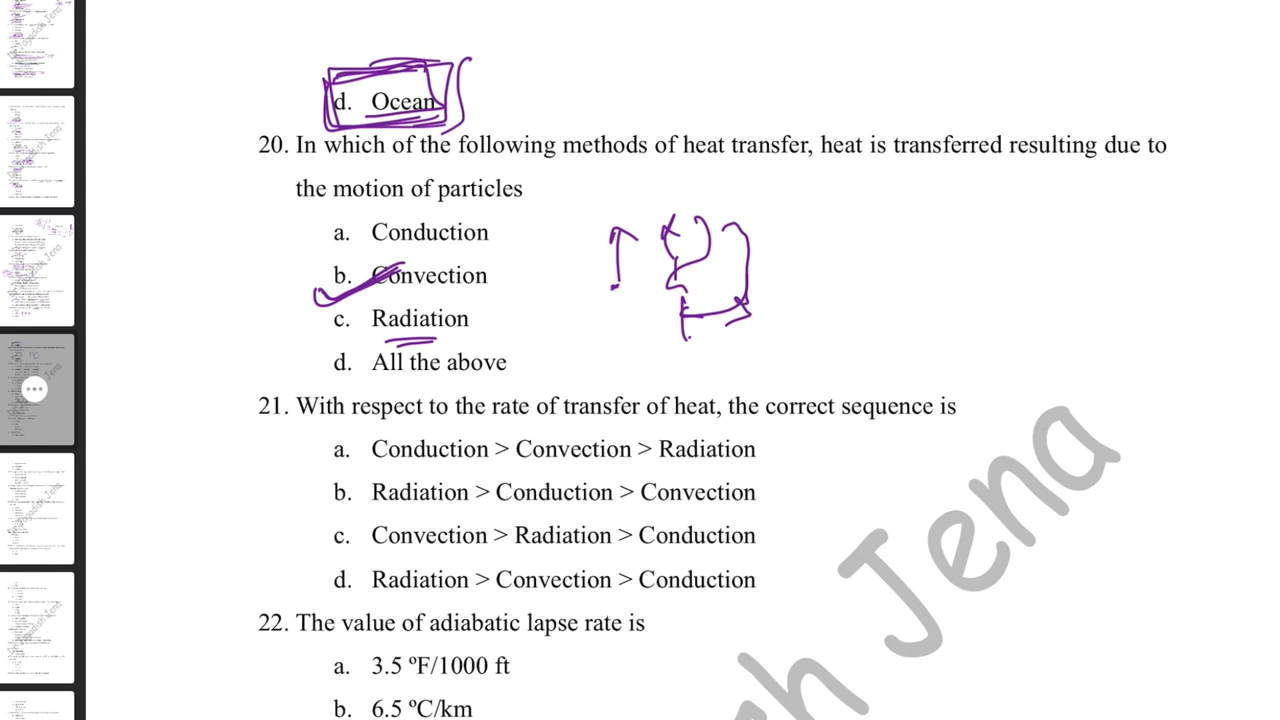 d. Ocean
20. In which of the following methods of heat transfer, heat is transferred resulting due to
the motion of particles
a. Conduction
b. Convection
c. Radiation
d. All the above
21. With respect to the rate of transfer of heat, the correct sequence is
a. Conduction > Convection > Radiation
b. Radiation > Conduction > Convection
c. Convection > Radiation > Conduction
d. Radiation > Convection > Conduction
22. The value of adiabatic lapse rate is
a. 3.5 ºF/1000 ft
b. 6.5 ºC/km
sh Jena